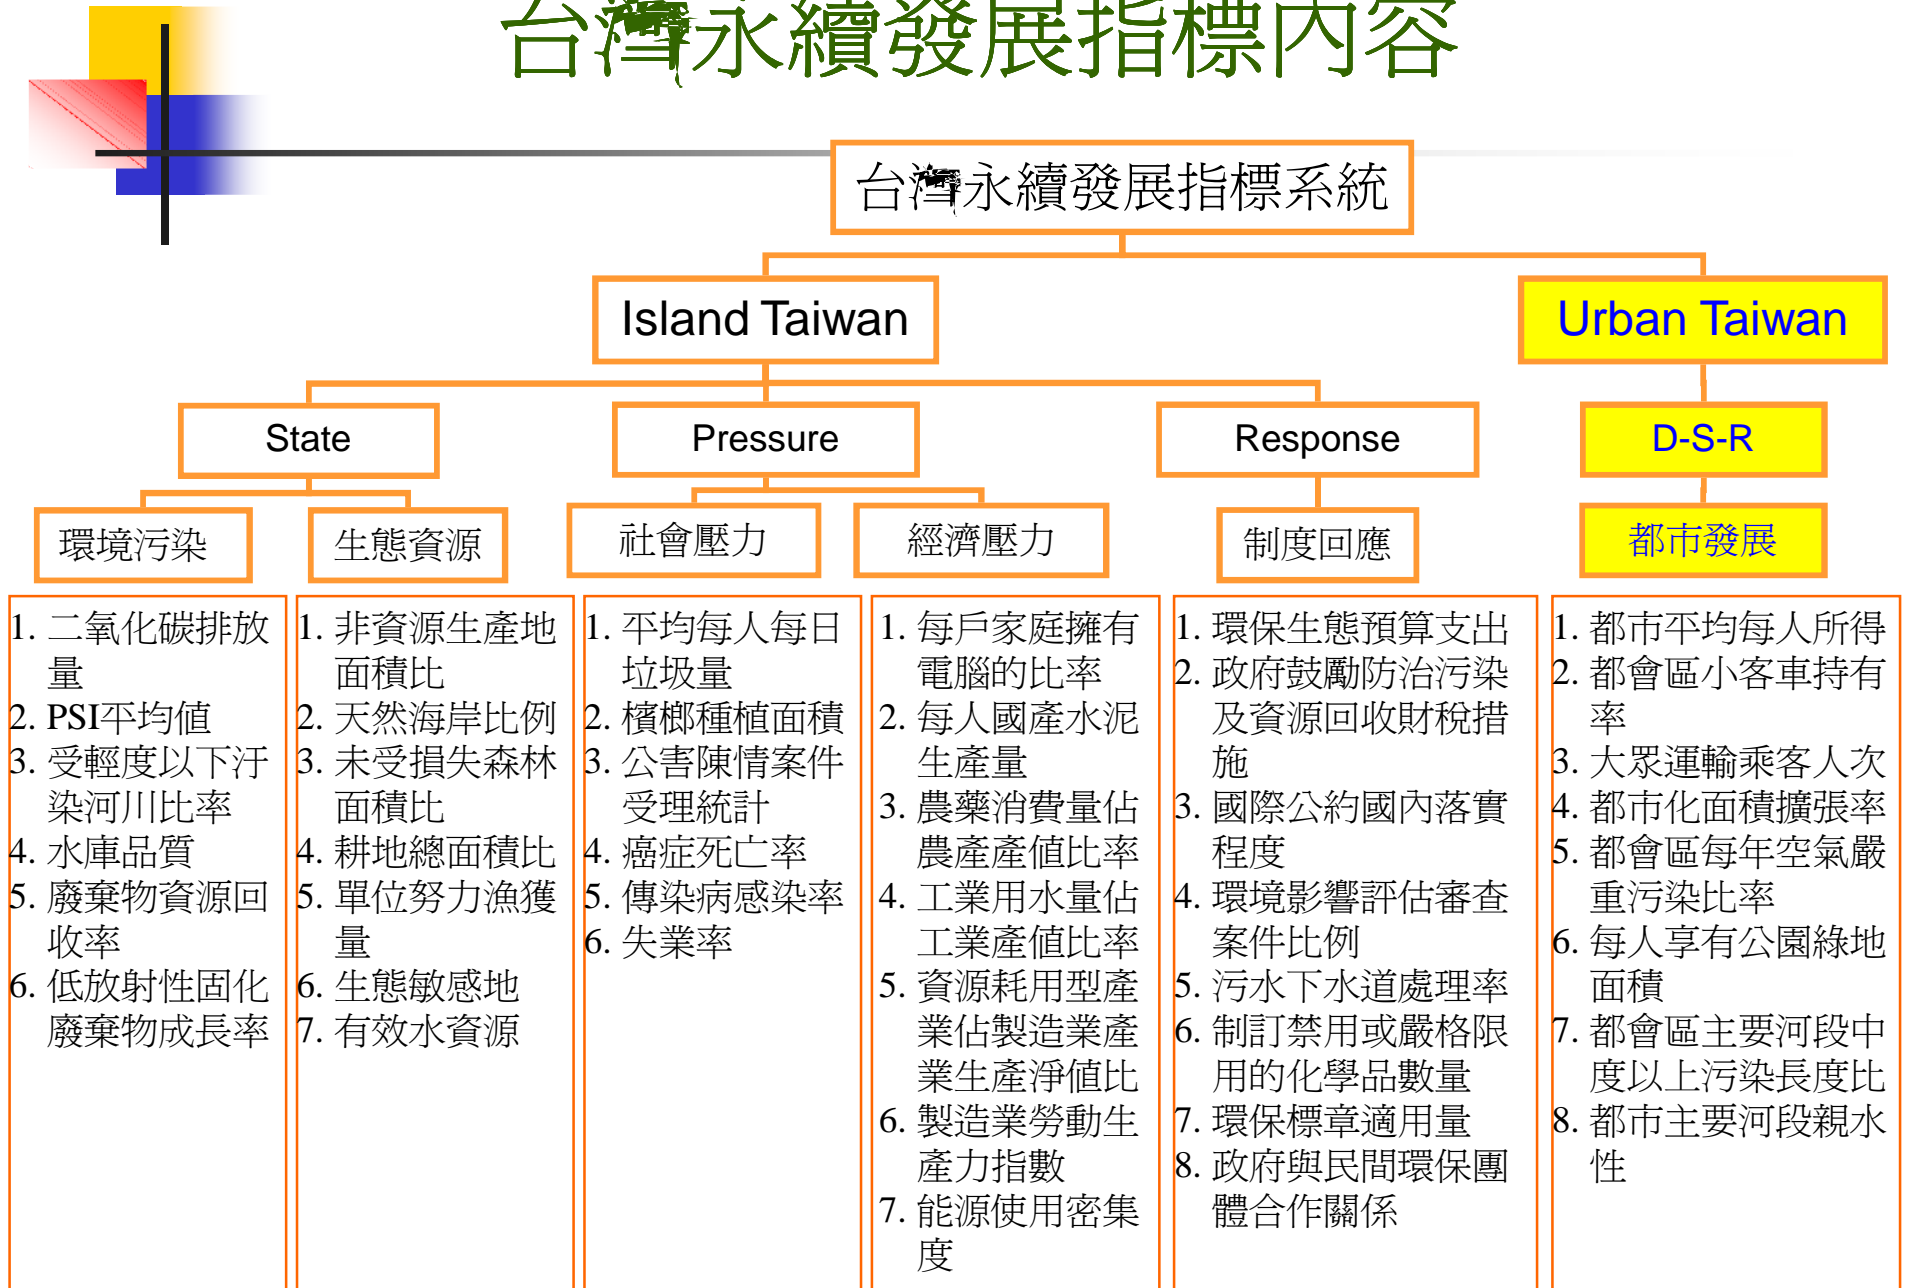 台灣永續發展指標內容
台灣永續發展指標系統
Island Taiwan
Urban Taiwan
State
Pressure
Response
D-S-R
環境污染
生態資源
社會壓力
經濟壓力
制度回應
都市發展
1. 二氧化碳排放
量
2. PSI平均值
3. 受輕度以下汙
染河川比率
4. 水庫品質
5. 廢棄物資源回
收率
6. 低放射性固化
廢棄物成長率
1. 非資源生產地
面積比
2. 天然海岸比例
3. 未受損失森林
面積比
4. 耕地總面積比
5. 單位努力漁獲
量
6. 生態敏感地
7. 有效水資源
1. 平均每人每日
垃圾量
2. 檳榔種植面積
3. 公害陳情案件
受理統計
4. 癌症死亡率
5. 傳染病感染率
6. 失業率
1. 每戶家庭擁有
電腦的比率
2. 每人國產水泥
生產量
3. 農藥消費量佔
農產產值比率
4. 工業用水量佔
工業產值比率
5. 資源耗用型產
業佔製造業產
業生產淨值比
6. 製造業勞動生
產力指數
7. 能源使用密集
度
1. 環保生態預算支出
2. 政府鼓勵防治污染
及資源回收財稅措
施
3. 國際公約國內落實
程度
4. 環境影響評估審查
案件比例
5. 污水下水道處理率
6. 制訂禁用或嚴格限
用的化學品數量
7. 環保標章適用量
8. 政府與民間環保團
體合作關係
1. 都市平均每人所得
2. 都會區小客車持有
率
3. 大眾運輸乘客人次
4. 都市化面積擴張率
5. 都會區每年空氣嚴
重污染比率
6. 每人享有公園綠地
面積
7. 都會區主要河段中
度以上污染長度比
8. 都市主要河段親水
性